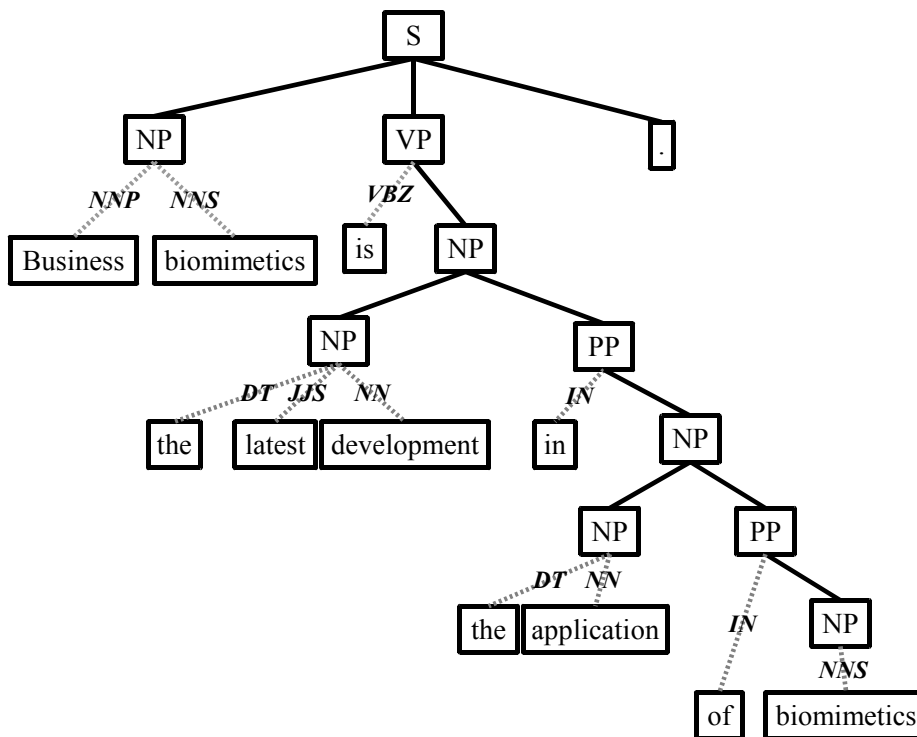 S
NP VP .
NNP NNS VBZ
Business biomimetics is NP
NP PP
DT JJS NN IN
the latest development in NP
NP PP
DT NN
the application IN NP
NNS
of biomimetics